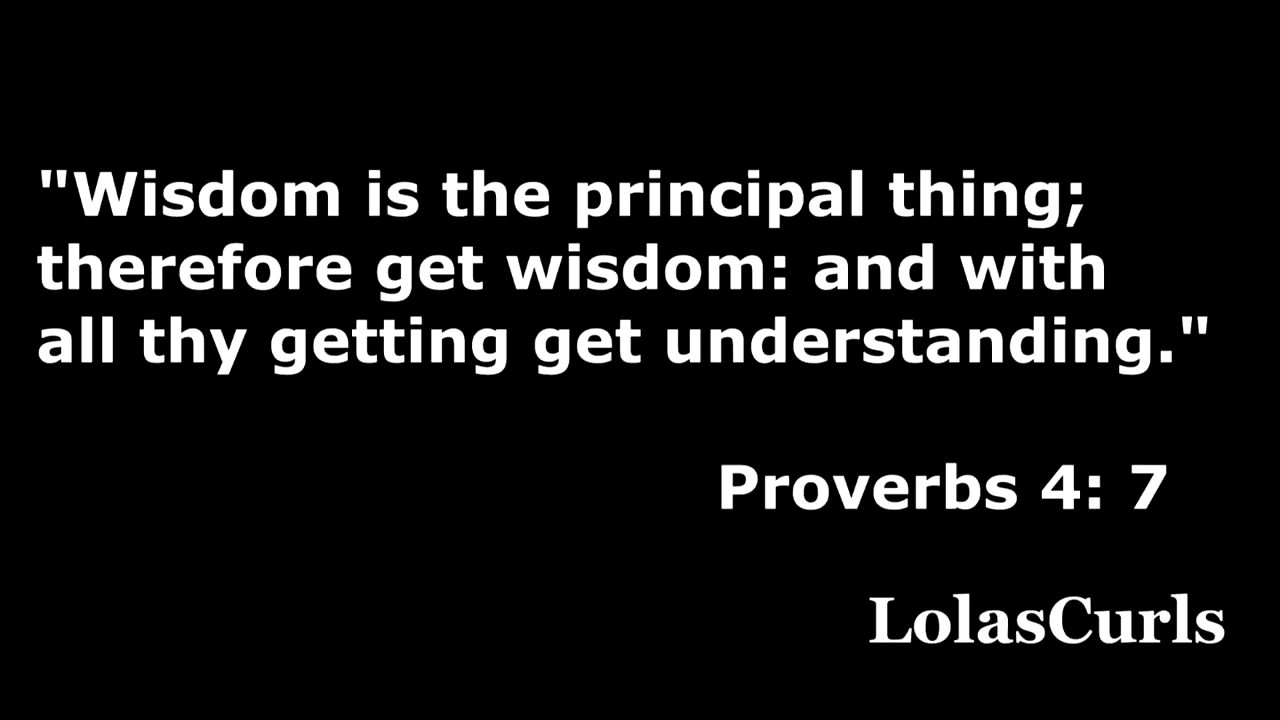 "Wisdom is the principal thing;
therefore get wisdom: and with
all thy getting get understanding."
Proverbs 4: 7
LolasCurls